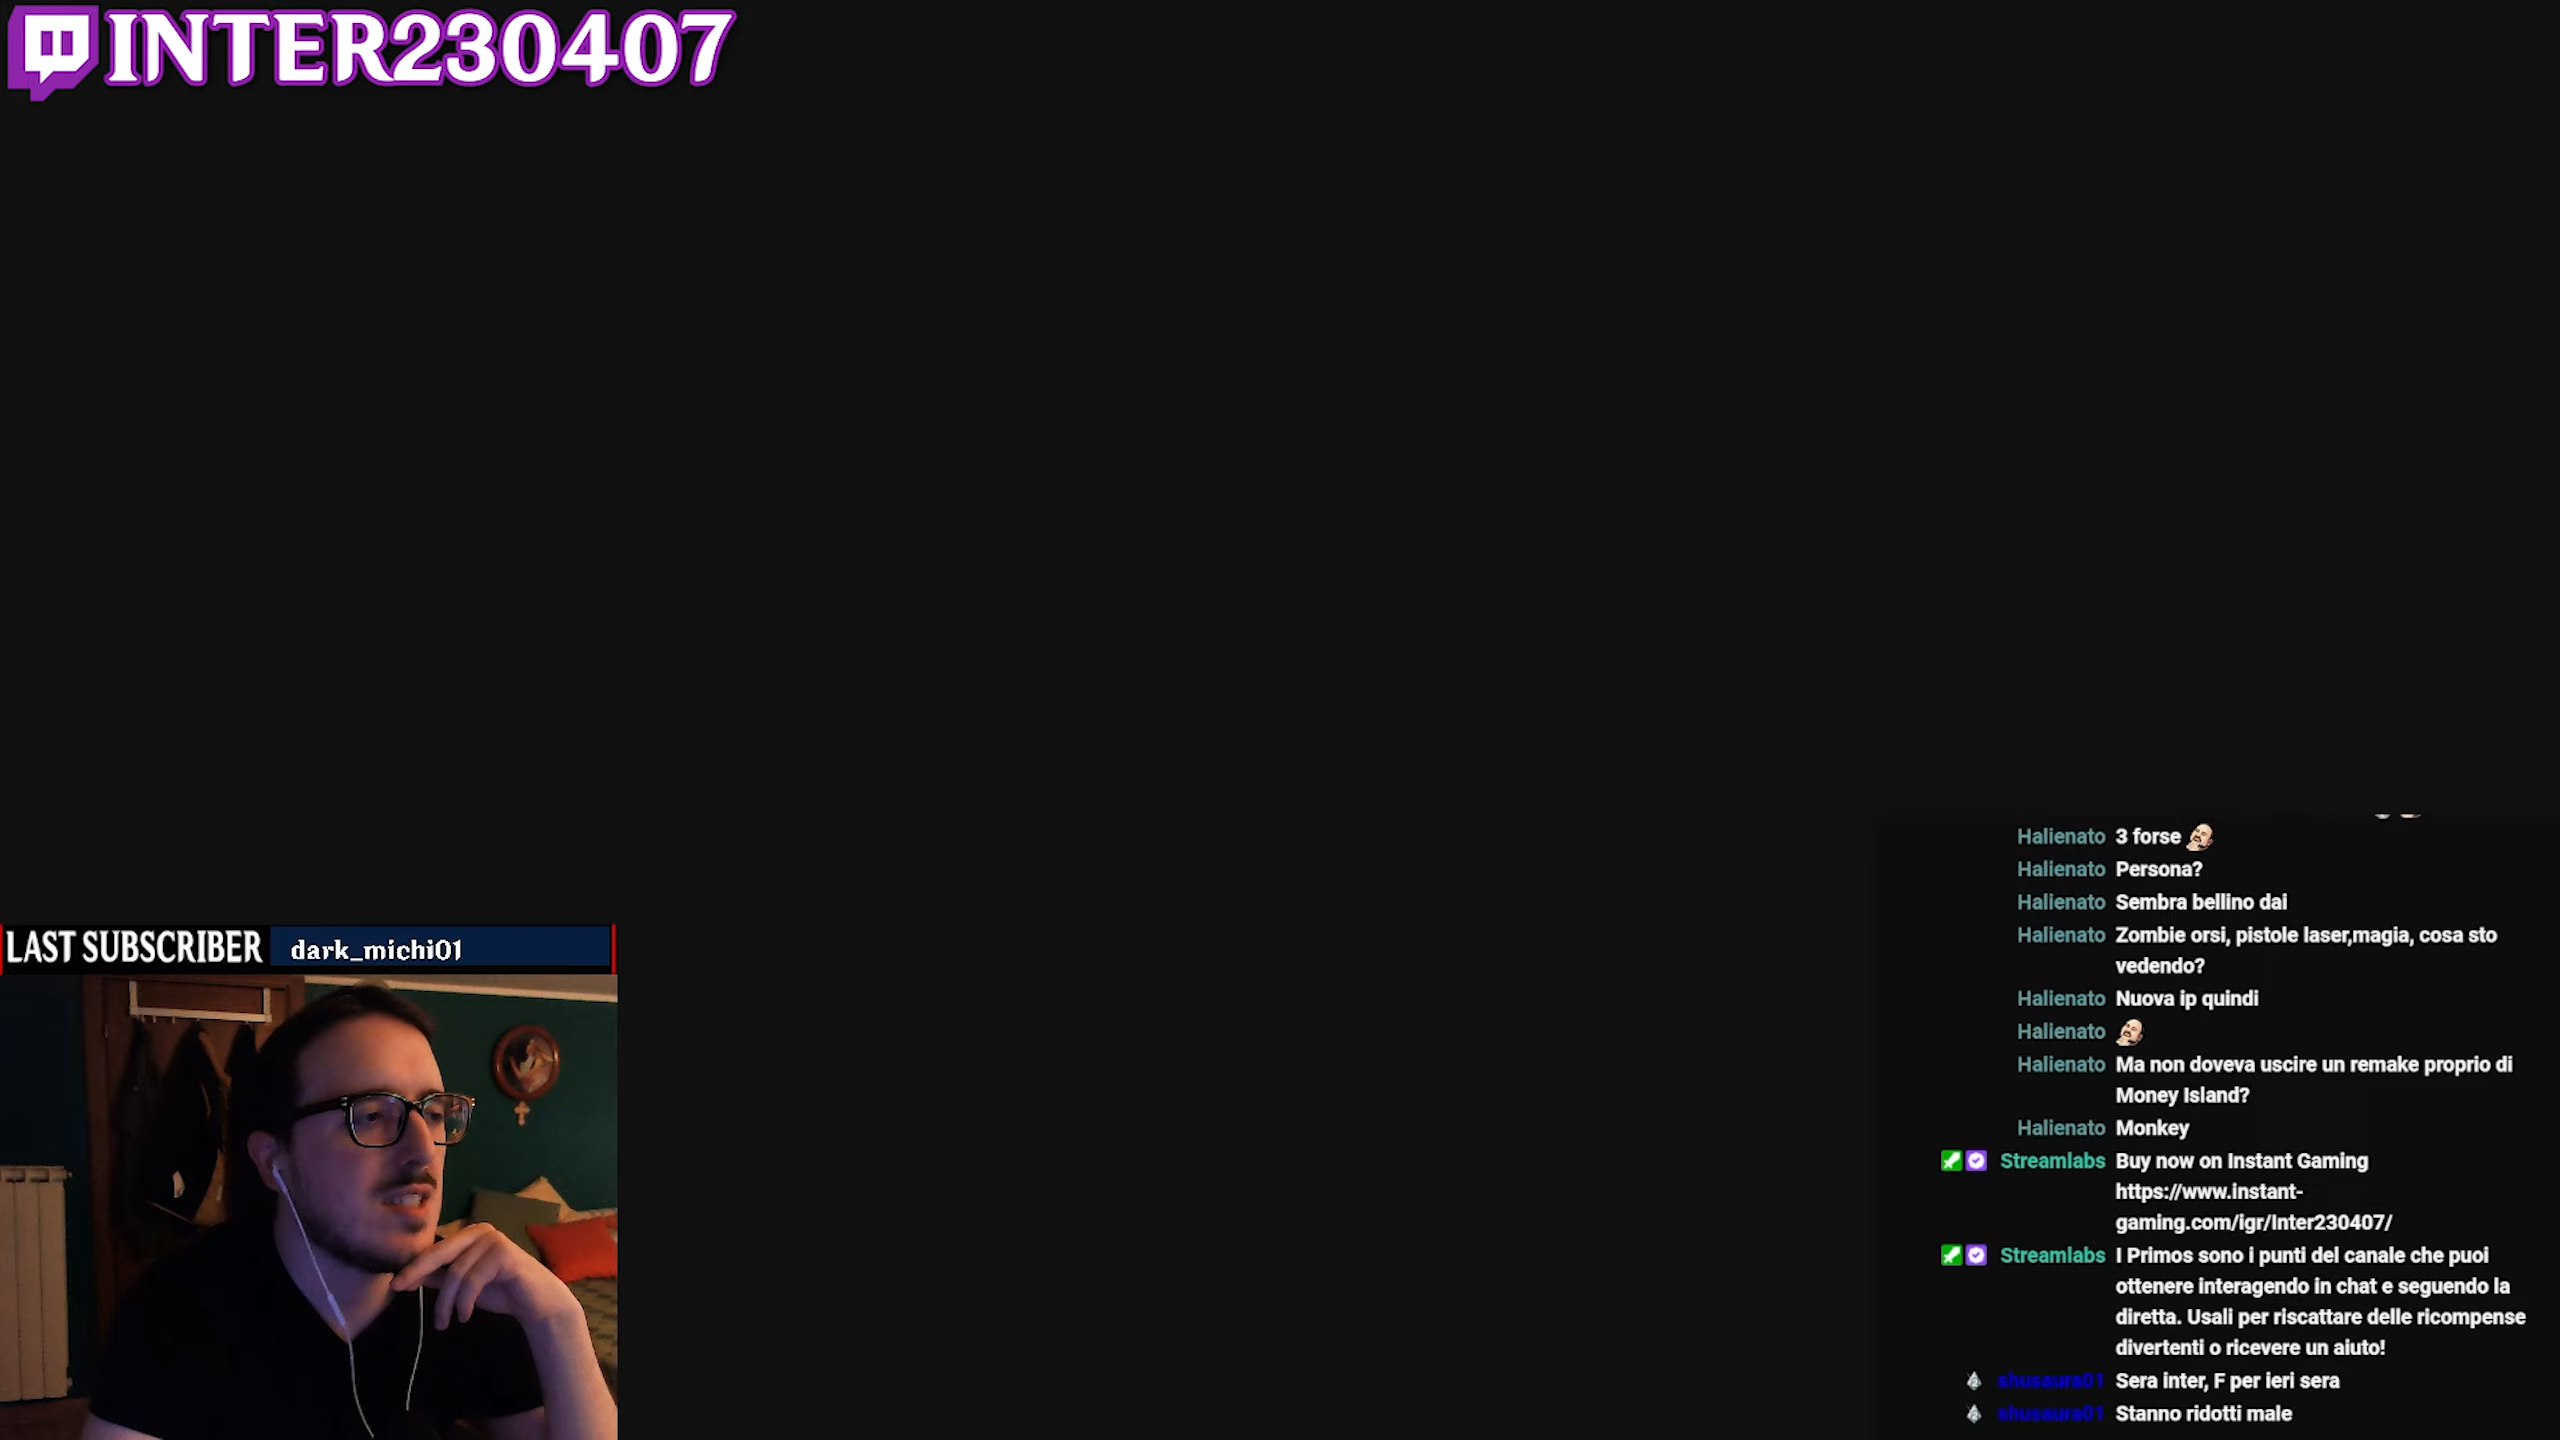 INTER230407
Halienato 3 forse
Halienato Persona?
Halienato Sembra bellino dai
Halienato Zombie orsi, pistole laser,magia, cosa sto
vedendo?
Halienato Nuova ip quindi
Halienato
Halienato Ma non doveva uscire un remake proprio di
Money Island?
Halienato Monkey
Streamlabs Buy now on Instant Gaming
https://www.instant-
gaming.com/igr/Inter230407/
Streamlabs I Primos sono i punti del canale che puoi
ottenere interagendo in chat e seguendo la
diretta. Usali per riscattare delle ricompense
divertenti o ricevere un aiuto!
shusaura01 Sera inter, F per ieri sera
shusaura01 Stanno ridotti male
LAST SUBSCRIBER dark_michi01